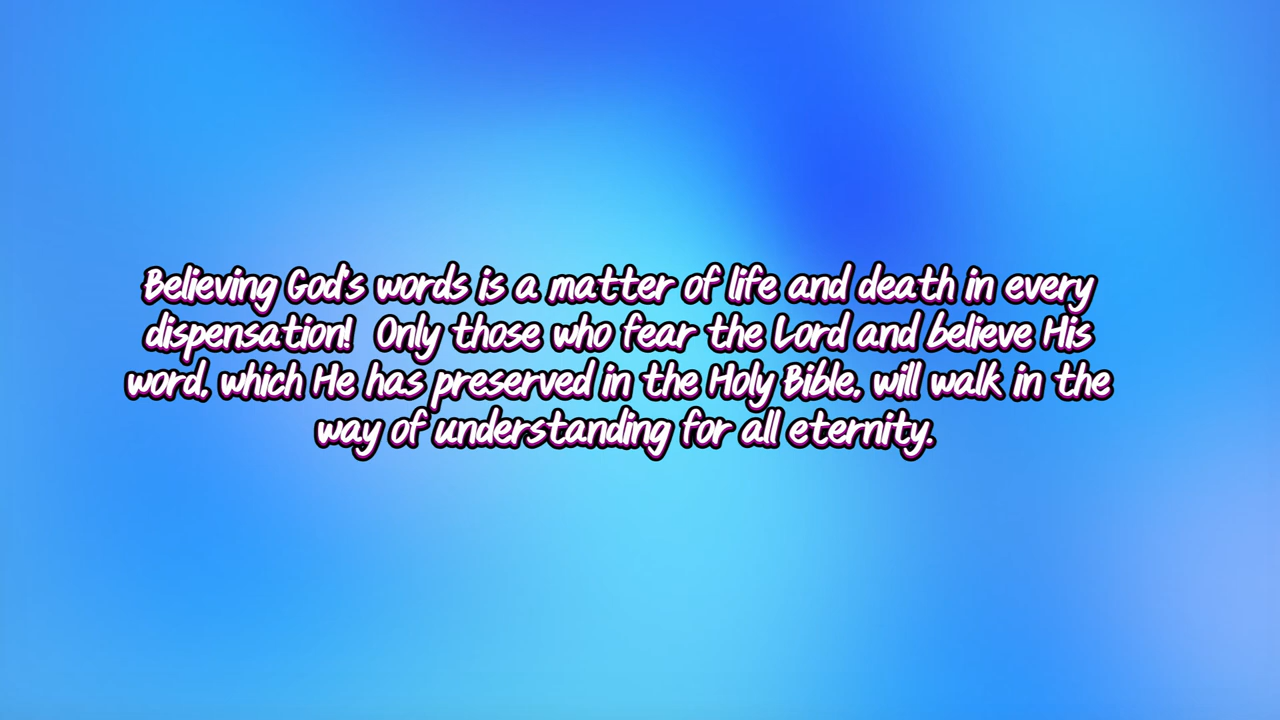 Believing God's words is a matter of life and death in every
dispensation!  Only those who fear the Lord and believe His
word, which He has preserved in the Holy Bible, will walk in the
way of understanding for all eternity.